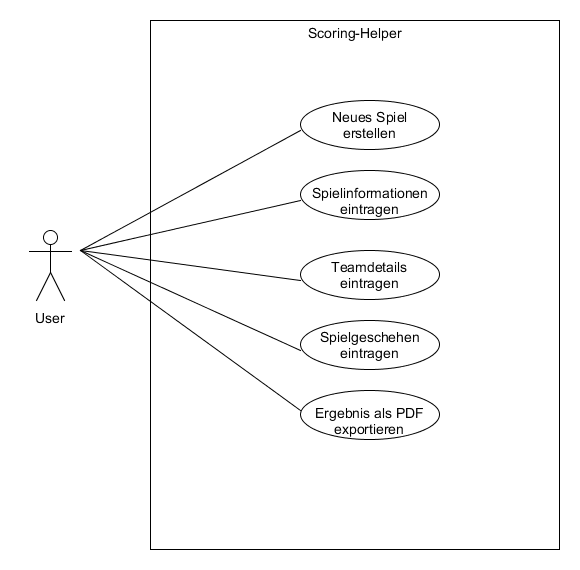 Scoring-Helper
Neues Spiel
erstellen
Spielinformationen
eintragen
Teamdetails
eintragen
User
Spielgeschehen
eintragen
Ergebnis als PDF
exportieren